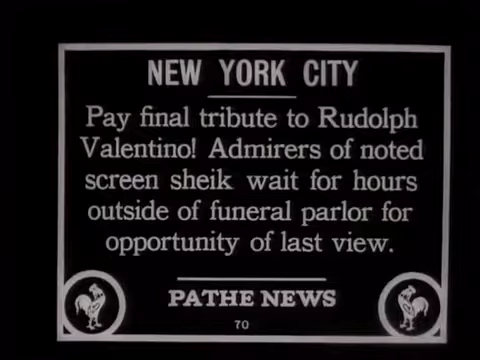 NEW YORK CITY
Pay final tribute to Rudolph
Valentino! Admirers of noted
screen sheik wait for hours
outside of funeral parlor for
opportunity of last view.
PATHE NEWS
70